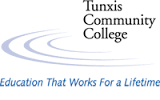 Tunxis
Community
College
Education That Works For a Lifetime